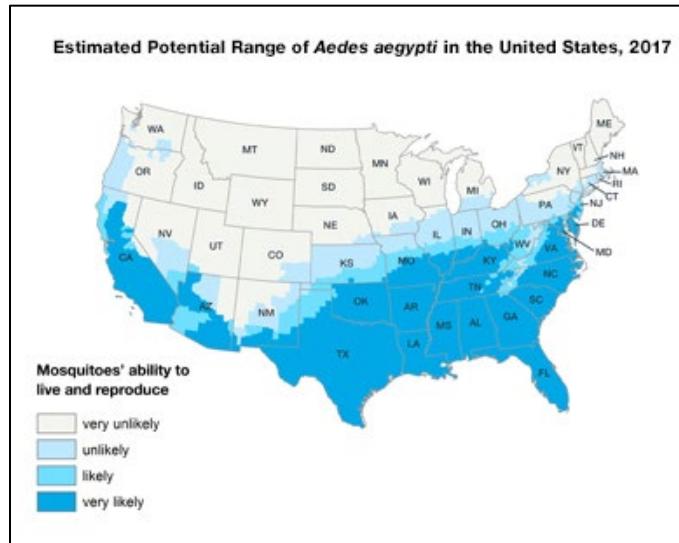 Estimated Potential Range of Aedes aegypti in the United States, 2017
WA
MT
ND
MN
ME
VT
NH
OR
ID
SD
WI
MI
NY
MA
RI
CT
WY
NE
IA
PA
NJ
NV
UT
CO
IL
IN
OH
DE
MD
CA
KS
MO
KY
WV
VA
AZ
NM
OK
AR
TN
NC
SC
TX
LA
MS
AL
GA
FL
Mosquitoes' ability to
live and reproduce
very unlikely
unlikely
likely
very likely